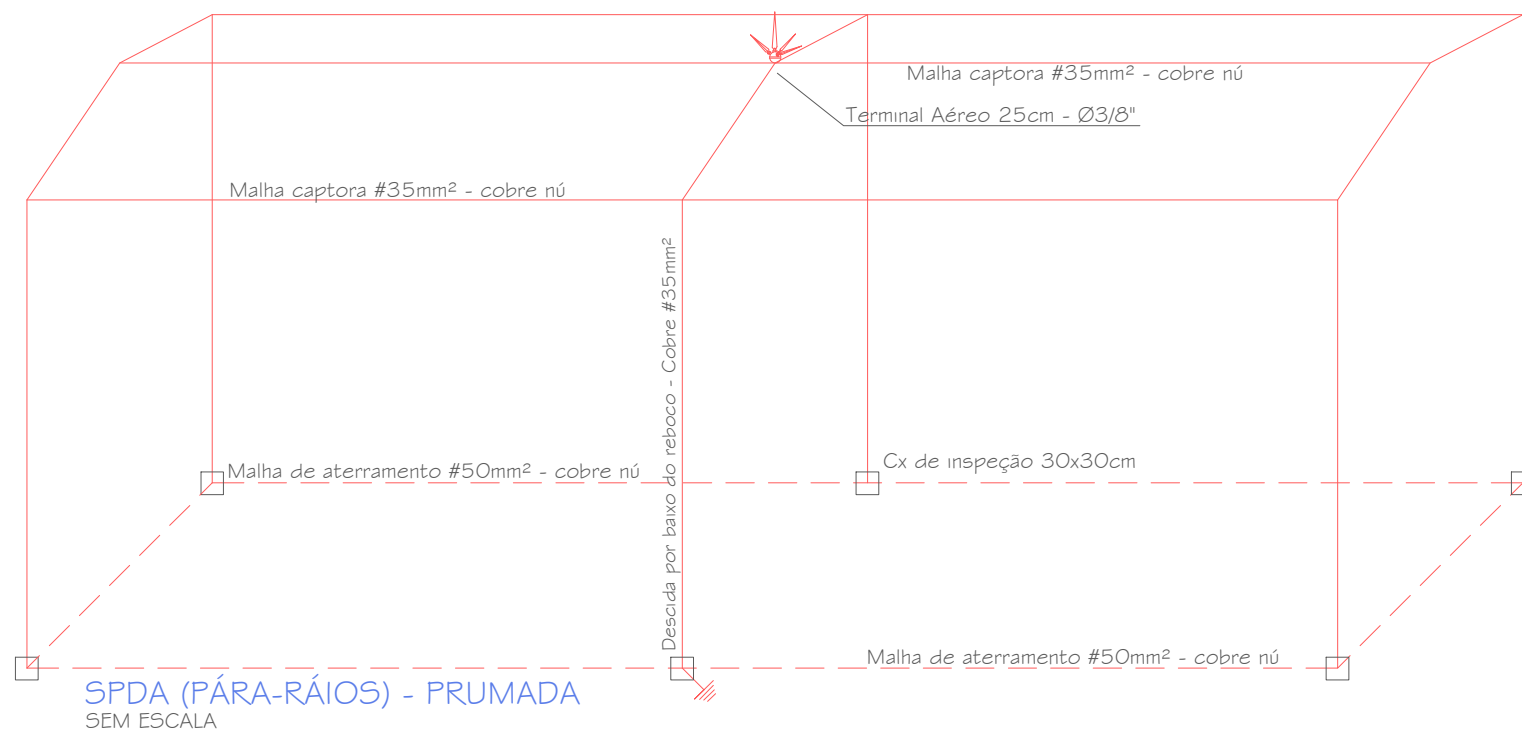 Malha captora #35mm² - cobre nú
Terminal Aéreo 25cm - Ø3/8"
Malha captora #35mm² - cobre nú
Descida por baixo do reboco - Cobre #35mm²
Cx de inspeção 30x30cm
Malha de aterramento #50mm² - cobre nú
Malha de aterramento #50mm² - cobre nú
SPDA (PÁRA-RÁIOS) - PRUMADA
SEM ESCALA